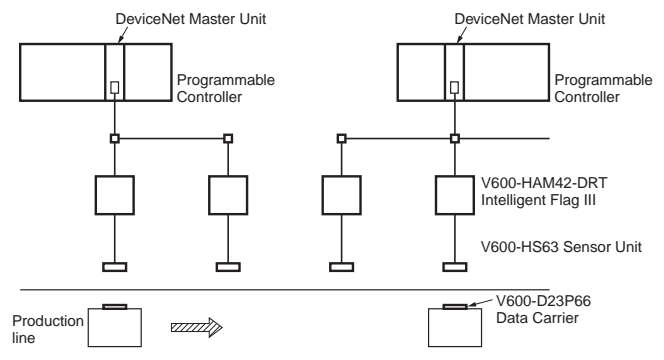 DeviceNet Master Unit
DeviceNet Master Unit
Programmable
Controller
Programmable
Controller
V600-HAM42-DRT
Intelligent Flag III
V600-HS63 Sensor Unit
V600-D23P66
Data Carrier
Production
line